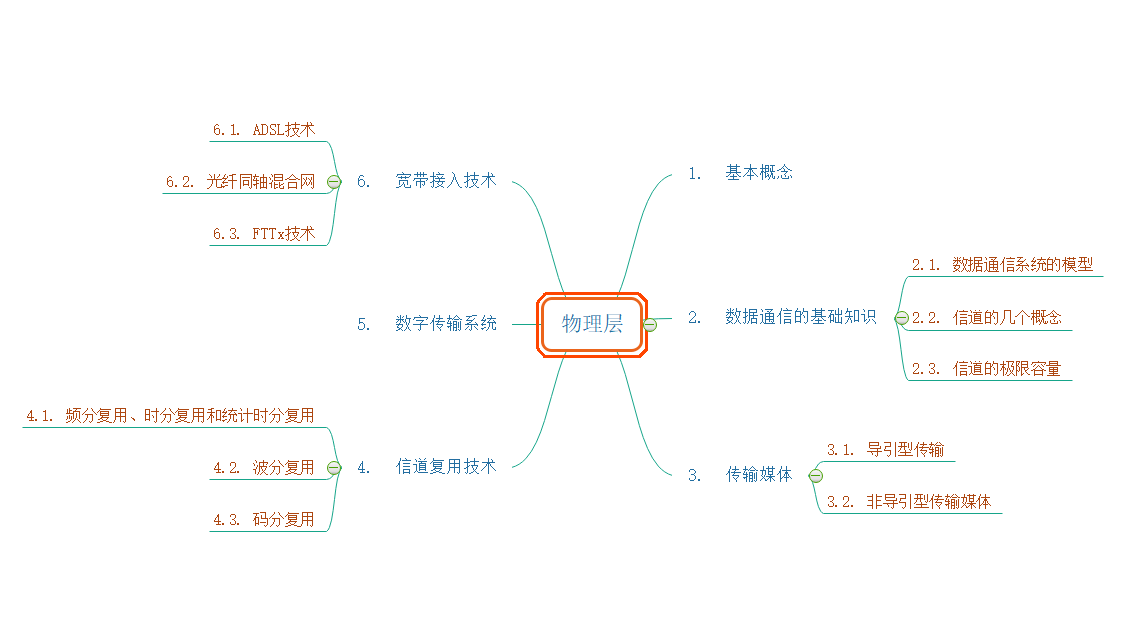 物理层
1. 基本概念
2. 数据通信的基础知识
2.1. 数据通信系统的模型
2.2. 信道的几个概念
2.3. 信道的极限容量
3. 传输媒体
3.1. 导引型传输
3.2. 非导引型传输媒体
4. 信道复用技术
4.1. 频分复用、时分复用和统计时分复用
4.2. 波分复用
4.3. 码分复用
5. 数字传输系统
6. 宽带接入技术
6.1. ADSL技术
6.2. 光纤同轴混合网
6.3. FTTx技术